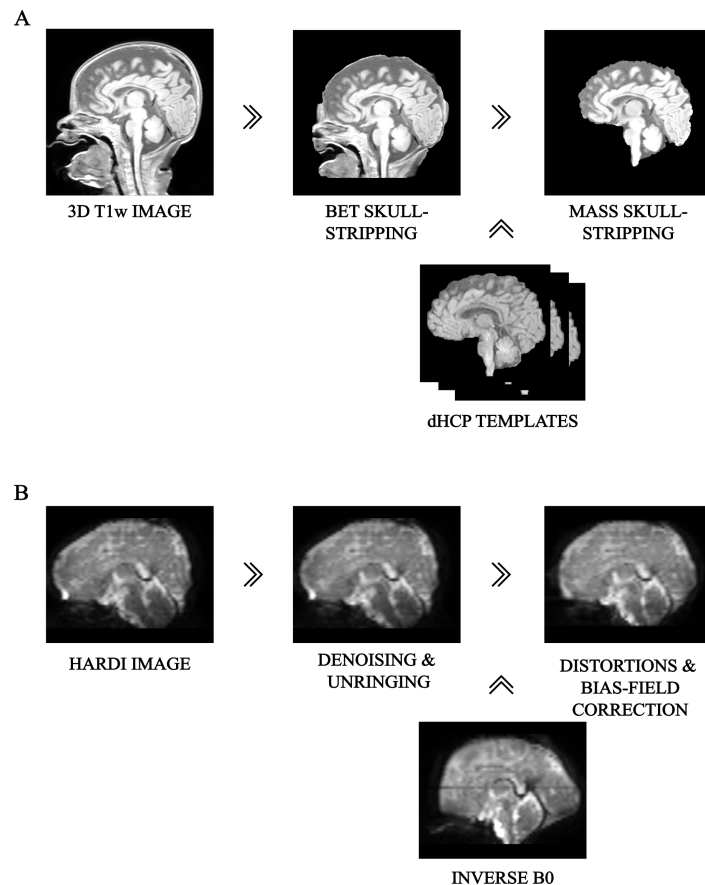 A
3D T1w IMAGE
BET SKULL-
STRIPPING
MASS SKULL-
STRIPPING
dHCP TEMPLATES
B
HARDI IMAGE
DENOISING &
UNRINGING
DISTORTIONS &
BIAS-FIELD
CORRECTION
INVERSE B0